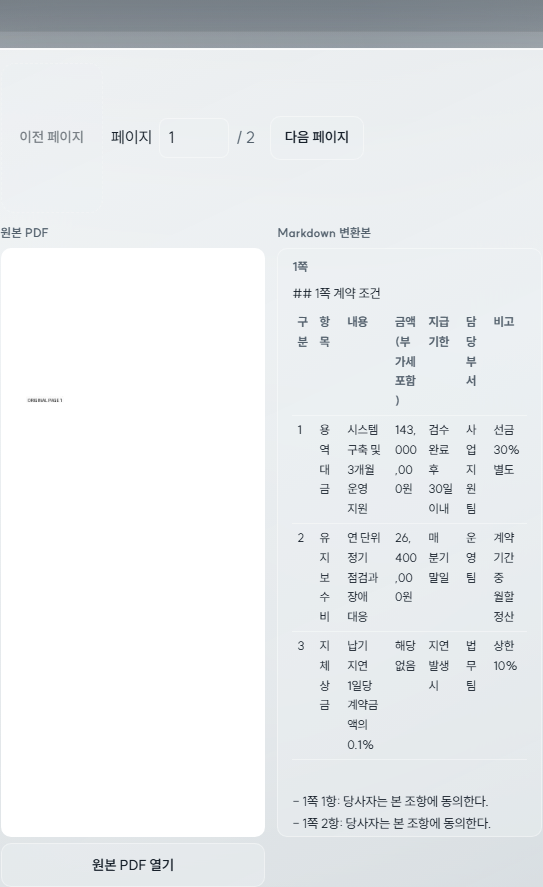 이전 페이지 페이지 1 / 2 다음 페이지
원본 PDF
ORIGINAL PAGE 1
원본 PDF 열기
Markdown 변환본
1쪽
## 1쪽 계약 조건
구분 항목 내용 금액(부가세포함) 지급기한 담당부서 비고
1 용역대금 시스템 구축 및 3개월 운영 지원 143,000,000원 검수 완료 후 30일 이내 사업지원팀 선금 30% 별도
2 유지보수비 연 단위 정기 점검과 장애 대응 26,400,000원 매 분기 말일 운영팀 계약 기간 중 월할 정산
3 지체상금 납기 지연 1일당 계약금액의 0.1% 해당 없음 지연 발생 시 법무팀 상한 10%
- 1쪽 1항: 당사자는 본 조항에 동의한다.
- 1쪽 2항: 당사자는 본 조항에 동의한다.